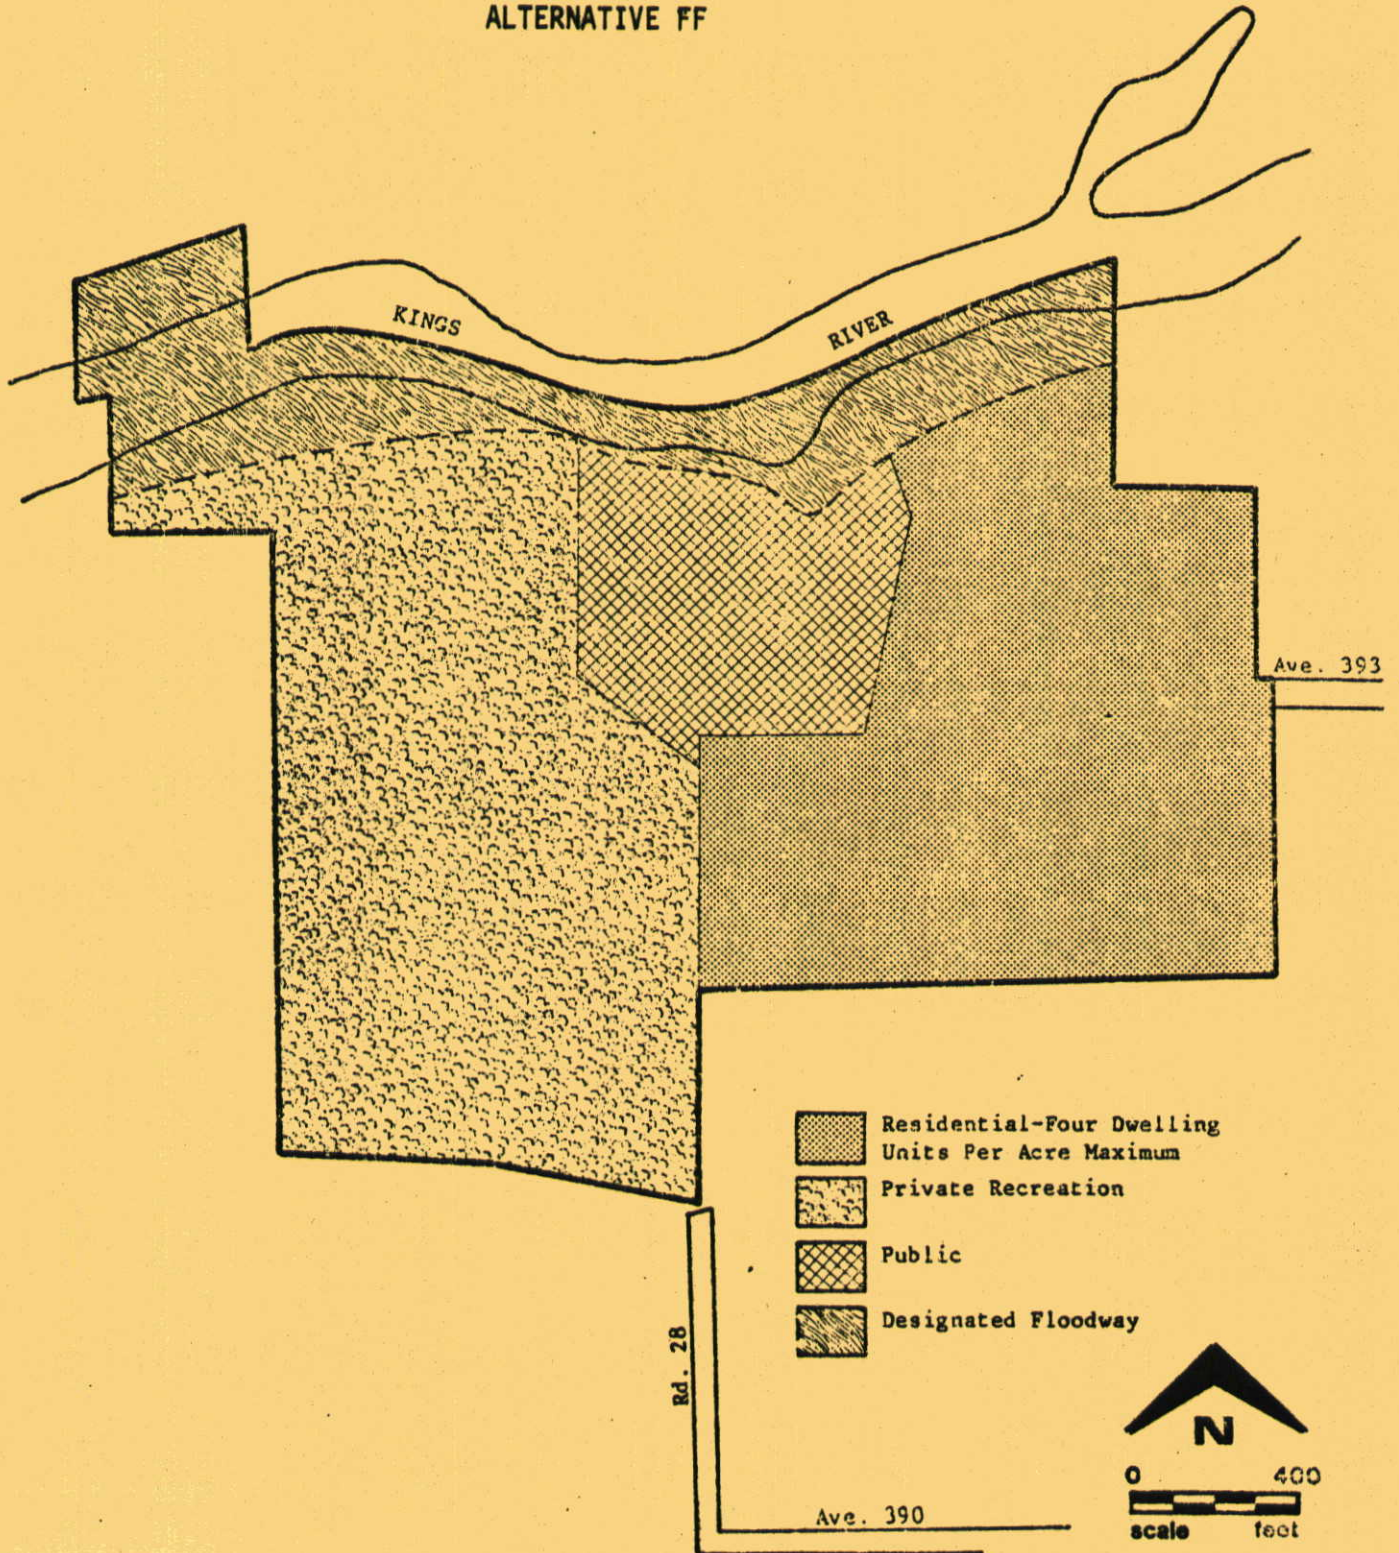 ALTERNATIVE FF
KINGS
RIVER
Ave. 393
Residential-Four Dwelling
Units Per Acre Maximum
Private Recreation
Public
Designated Floodway
Rd. 28
N
0 400
scale feet
Ave. 390